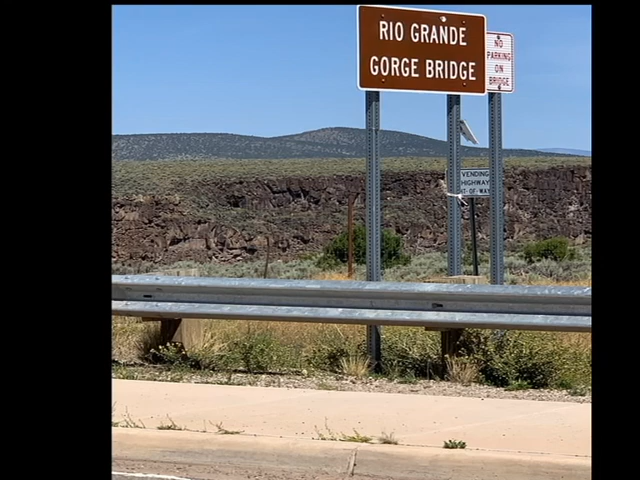 RIO GRANDE
GORGE BRIDGE
NO
PARKING
ON
BRIDGE
VENDING
HIGHWAY